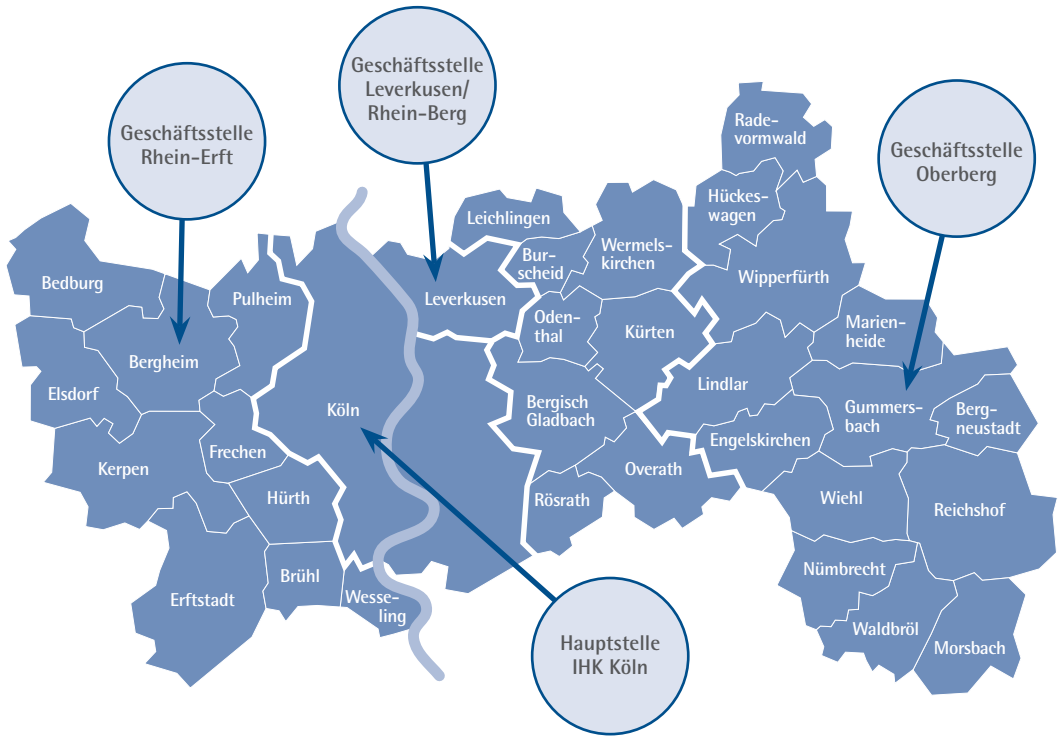 Geschäftsstelle
Leverkusen/
Rhein-Berg
Geschäftsstelle
Rhein-Erft
Geschäftsstelle
Oberberg
Rade-
vormwald
Hückes-
wagen
Leichlingen
Wermels-
kirchen
Bur-
scheid
Wipperfürth
Bedburg
Pulheim
Leverkusen
Oden-
thal
Kürten
Marien-
heide
Bergheim
Elsdorf
Lindlar
Köln
Bergisch
Gladbach
Gummers-
bach
Berg-
neustadt
Engelskirchen
Frechen
Kerpen
Overath
Hürth
Rösrath
Wiehl
Reichshof
Nümbrecht
Brühl
Erftstadt
Wesse-
ling
Waldbröl
Morsbach
Hauptstelle
IHK Köln